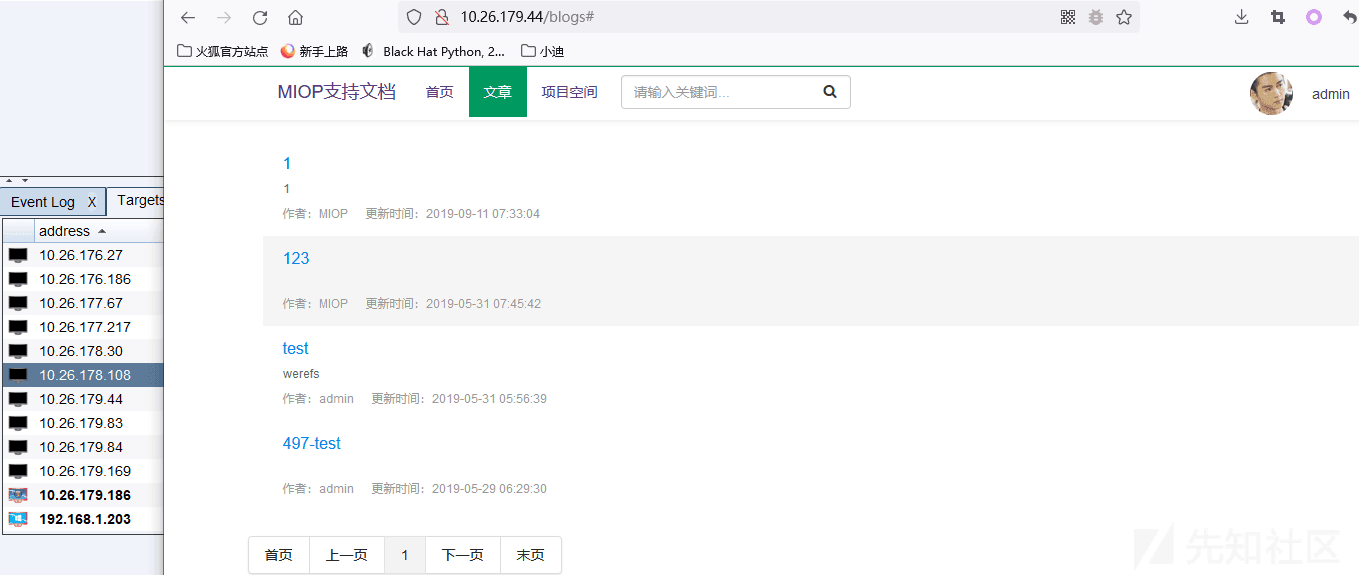 10.26.179.44/blogs#
火狐官方站点 新手上路 Black Hat Python, 2... 小迪
MIOP支持文档 首页 文章 项目空间 请输入关键词... admin
1
1
作者：MIOP 更新时间：2019-09-11 07:33:04
123
作者：MIOP 更新时间：2019-05-31 07:45:42
test
werefs
作者：admin 更新时间：2019-05-31 05:56:39
497-test
作者：admin 更新时间：2019-05-29 06:29:30
首页 上一页 1 下一页 末页
Event Log X Targets
address
10.26.176.27
10.26.176.186
10.26.177.67
10.26.177.217
10.26.178.30
10.26.178.108
10.26.179.44
10.26.179.83
10.26.179.84
10.26.179.169
10.26.179.186
192.168.1.203
先知社区